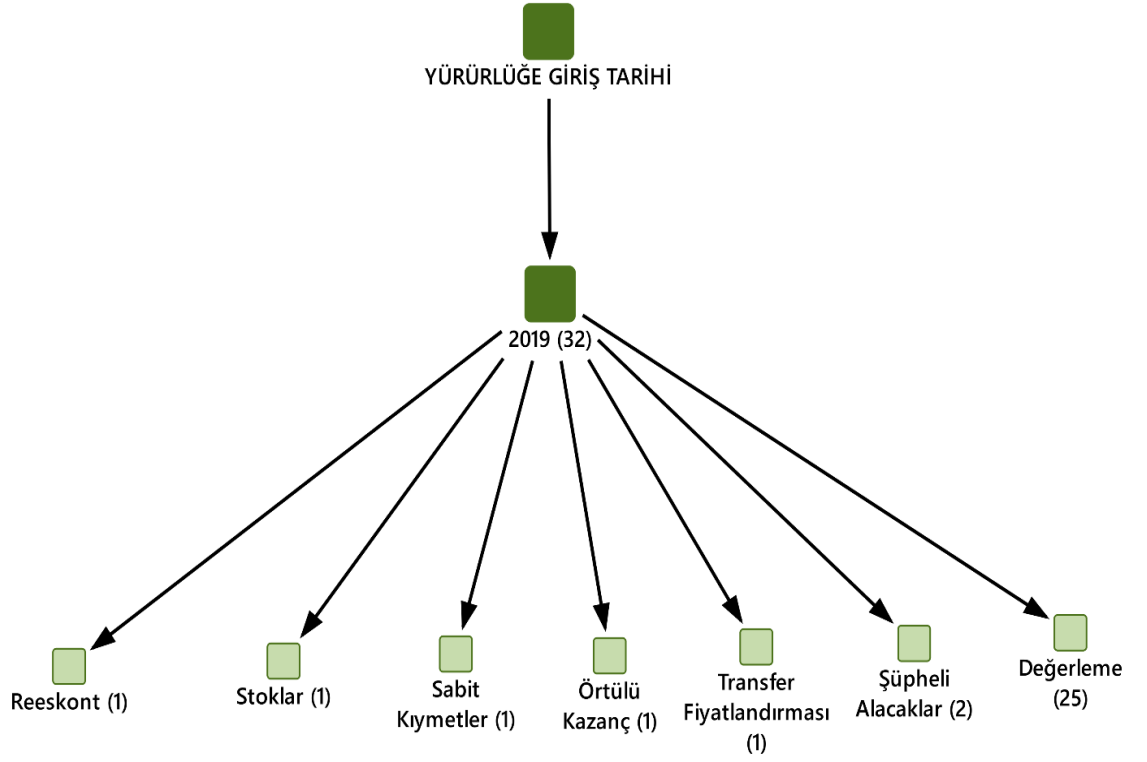 YÜRÜRLÜĞE GİRİŞ TARİHİ
2019 (32)
Reeskont (1)
Stoklar (1)
Sabit
Kıymetler (1)
Örtülü
Kazanç (1)
Transfer
Fiyatlandırması
(1)
Şüpheli
Alacaklar (2)
Değerleme
(25)